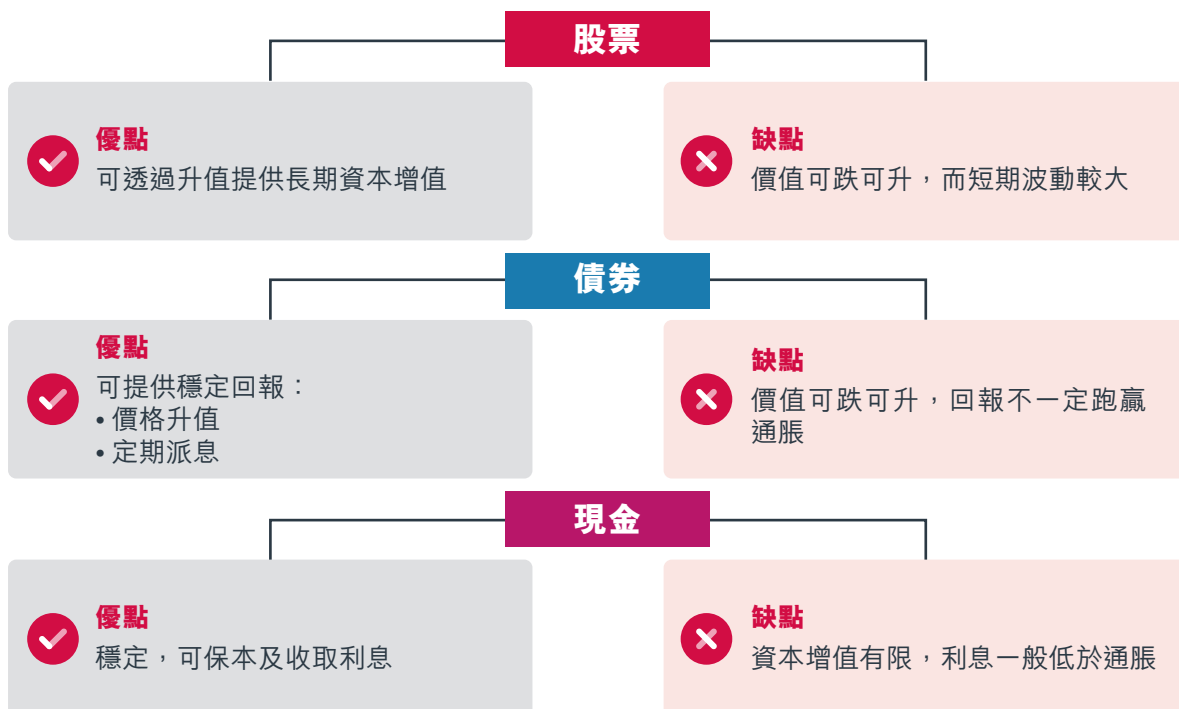 股票
優點
可透過升值提供長期資本增值
缺點
價值可跌可升，而短期波動較大
債券
優點
可提供穩定回報：
• 價格升值
• 定期派息
缺點
價值可跌可升，回報不一定跑贏
通脹
現金
優點
穩定，可保本及收取利息
缺點
資本增值有限，利息一般低於通脹